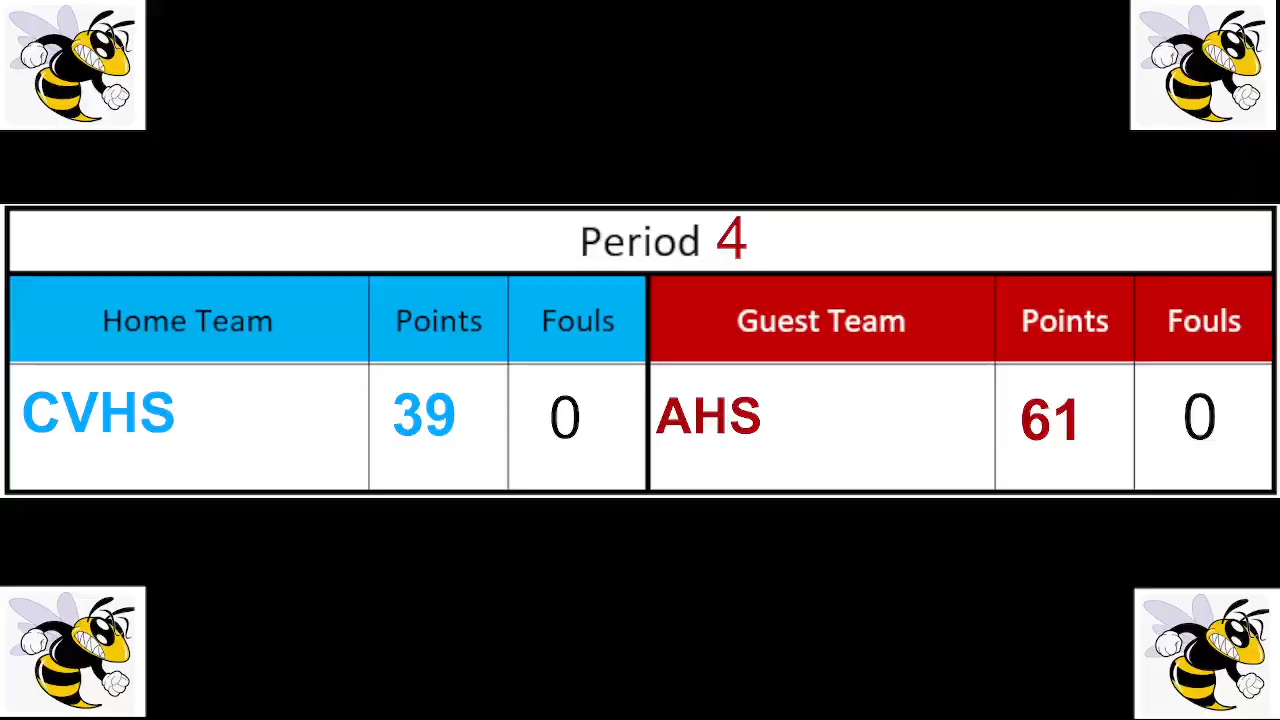 Period 4
Home Team Points Fouls Guest Team Points Fouls
CVHS 39 0 AHS 61 0